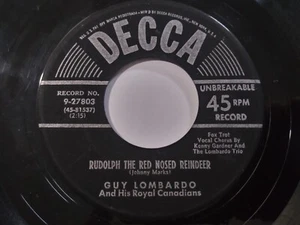 DECCA
RECORD NO.
9-27803
(45-81537)
(2:15)
UNBREAKABLE
45 RPM
RECORD
Fox Trot
Vocal Chorus By
Kenny Gardner And
The Lombardo Trio
RUDOLPH THE RED NOSED REINDEER
(Johnny Marks)
GUY LOMBARDO
And His Royal Canadians